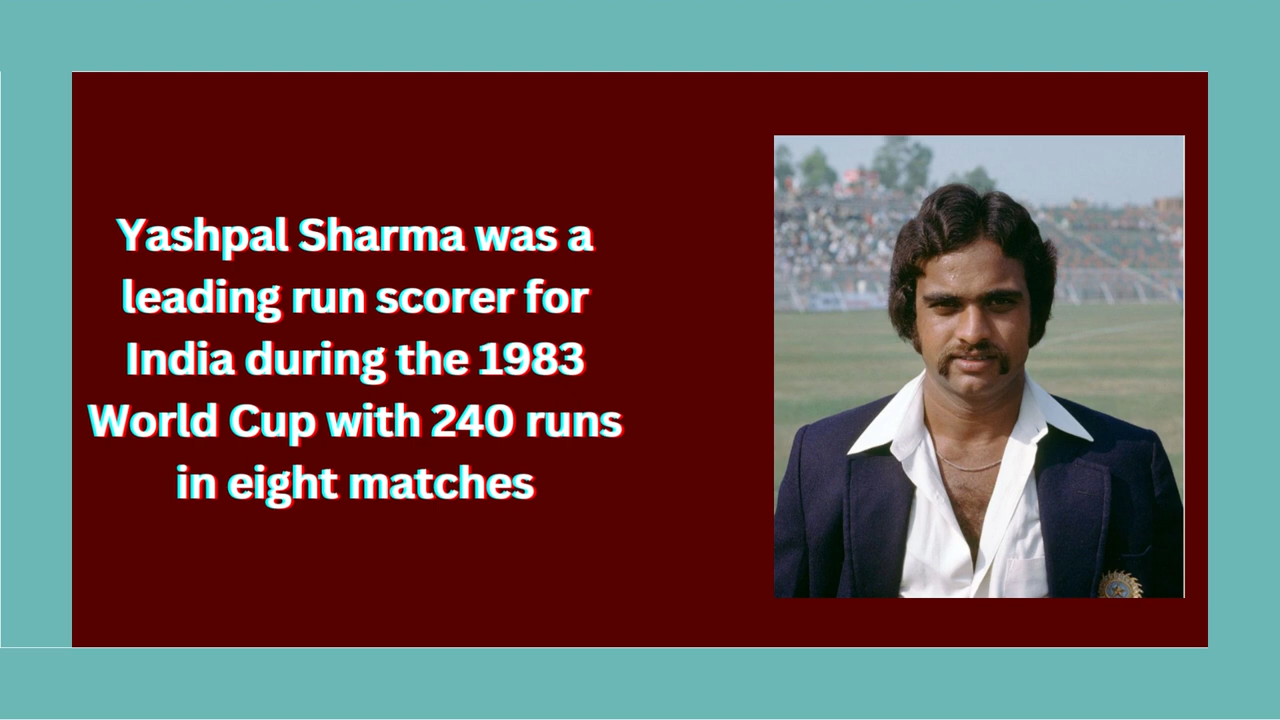 Yashpal Sharma was a
leading run scorer for
India during the 1983
World Cup with 240 runs
in eight matches